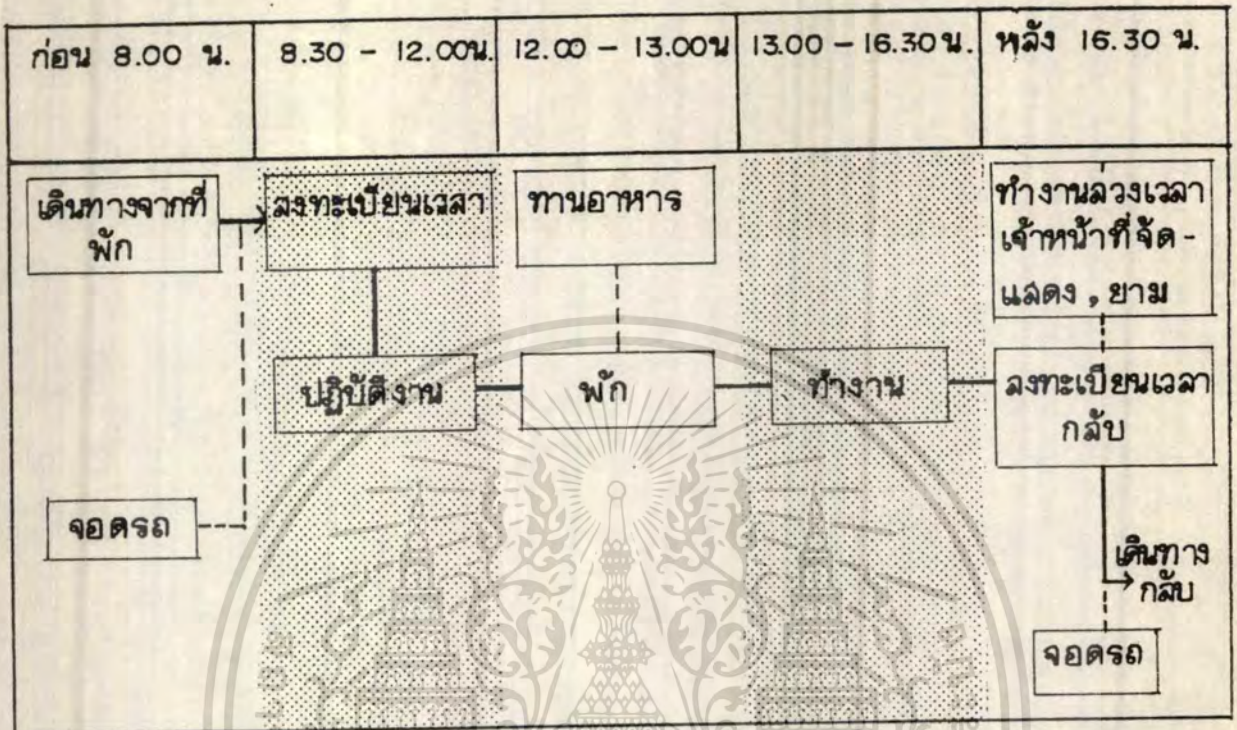 ก่อน 8.00 น.
8.30 - 12.00น.
12.00 - 13.00น
13.00 - 16.30 น.
หลัง 16.30 น.
เดินทางจากที่
พัก
ลงทะเบียนเวลา
ทานอาหาร
ทำงานลวงเวลา
เจ้าหน้าที่จัด -
แสดง , ยาม
ปฏิบัติงาน
พัก
ทำงาน
ลงทะเบียนเวลา
กลับ
จอดรถ
เดินทาง
กลับ
จอดรถ